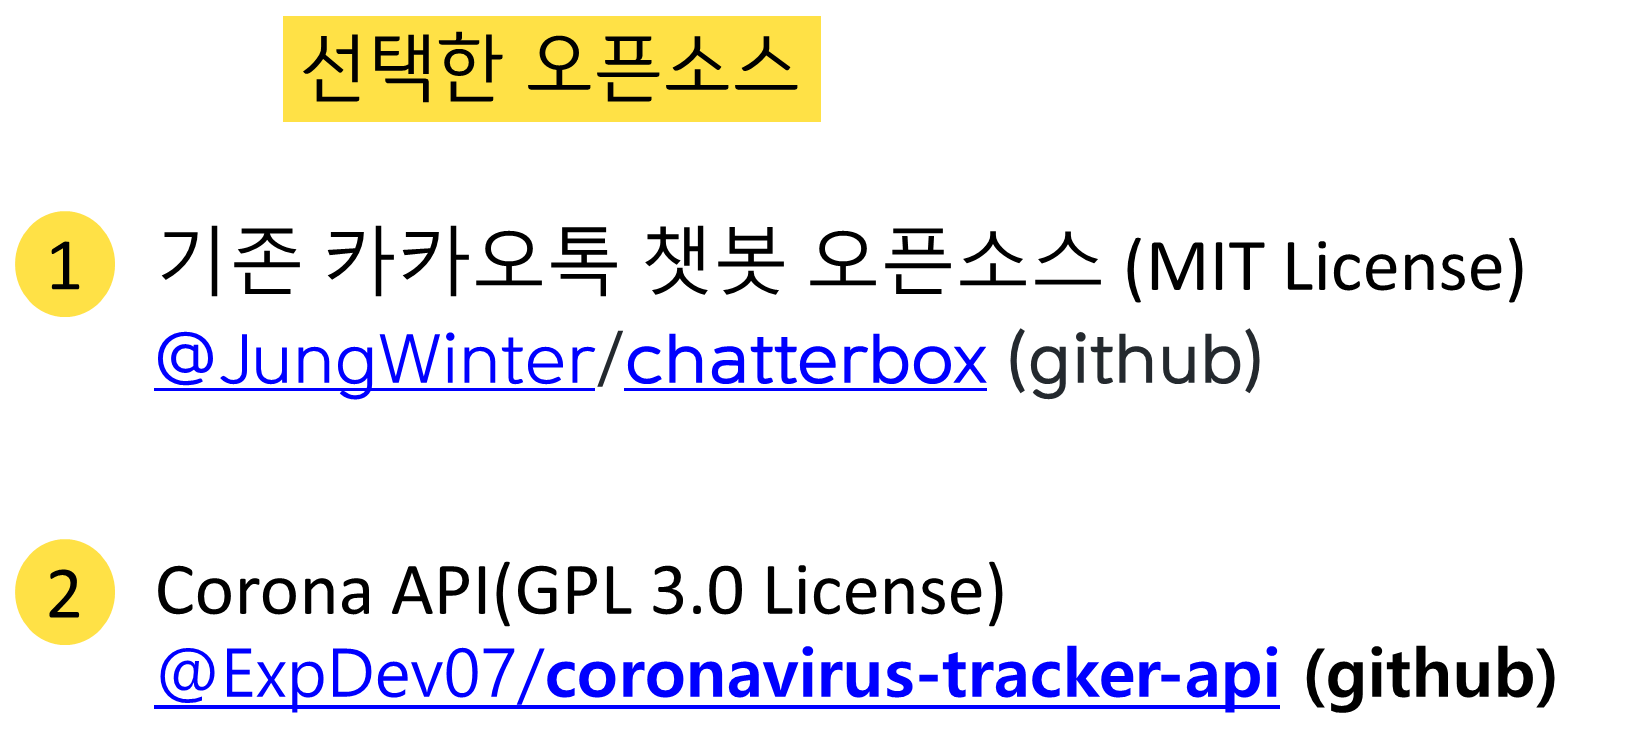 선택한 오픈소스
1 기존 카카오톡 챗봇 오픈소스 (MIT License)
@JungWinter/chatterbox (github)
2 Corona API(GPL 3.0 License)
@ExpDev07/coronavirus-tracker-api (github)